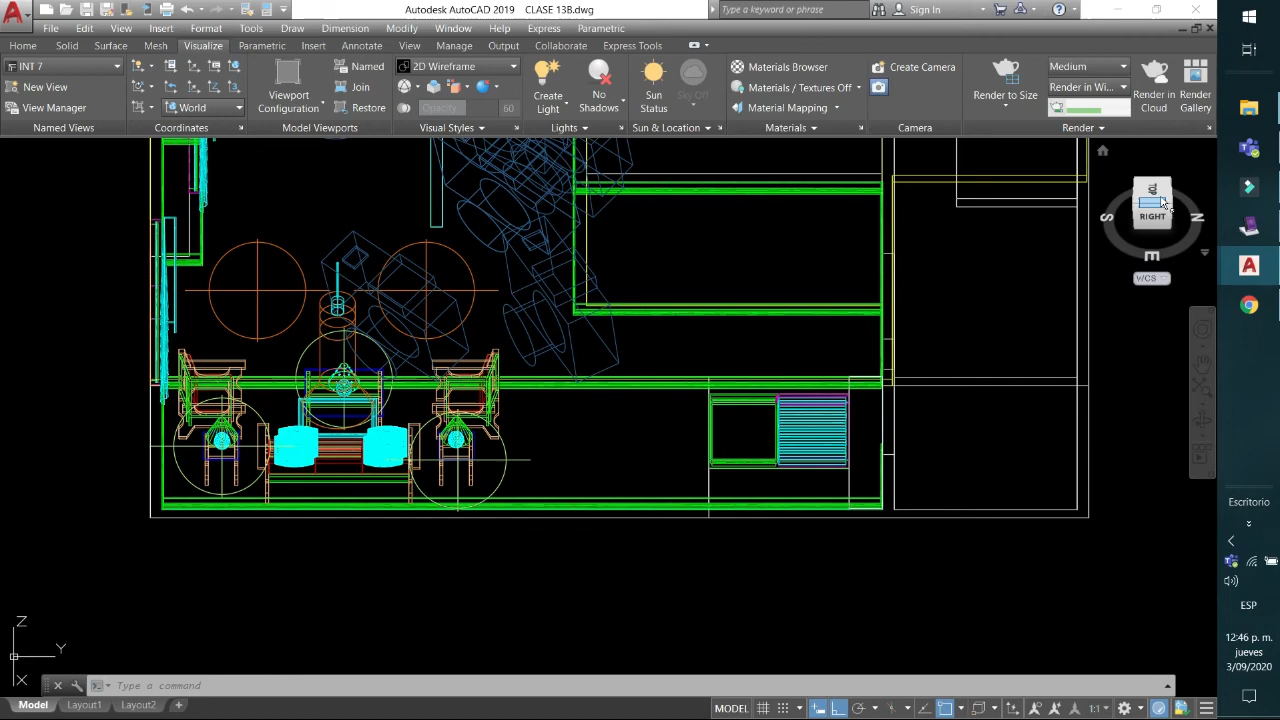 Autodesk AutoCAD 2019 CLASE 13B.dwg
Type a keyword or phrase
Sign In
File Edit View Insert Format Tools Draw Dimension Modify Window Help Express Parametric
Home Solid Surface Mesh Visualize Parametric Insert Annotate View Manage Output Collaborate Express Tools
INT 7
New View
View Manager
Named Views
World
Coordinates
Viewport
Configuration
Named
Join
Restore
Model Viewports
2D Wireframe
Opacity 60
Visual Styles
Create
Light
No
Shadows
Lights
Sun
Status
Sky Off
Sun & Location
Materials Browser
Materials / Textures Off
Material Mapping
Materials
Create Camera
Camera
Render to Size
Medium
Render in Wi...
Render in
Cloud
Render
Gallery
Render
RIGHT
S
N
E
WCS
Z
Y
X
Type a command
Model Layout1 Layout2
MODEL
1:1
Escritorio
ESP
12:46 p. m.
jueves
3/09/2020